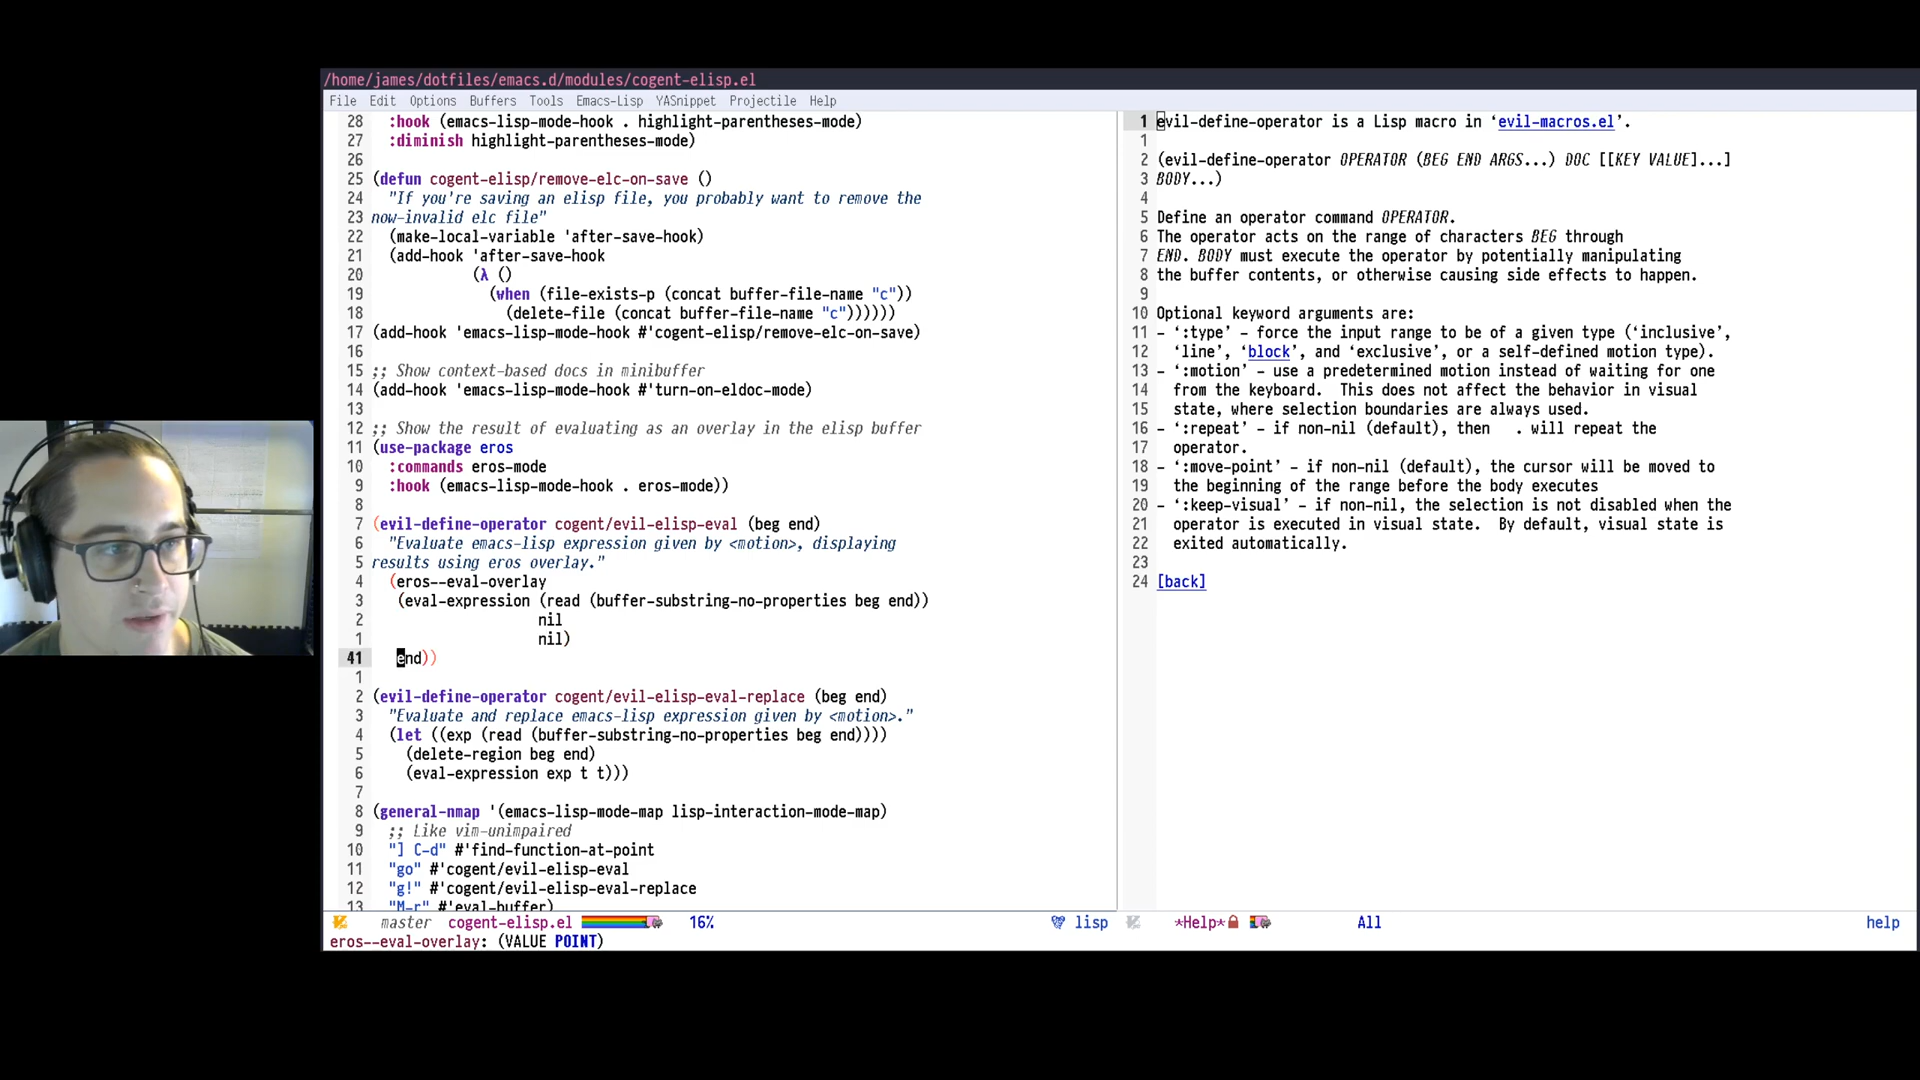 /home/james/dotfiles/emacs.d/modules/cogent-elisp.el
File Edit Options Buffers Tools Emacs-Lisp YASnippet Projectile Help
28 :hook (emacs-lisp-mode-hook . highlight-parentheses-mode)
27 :diminish highlight-parentheses-mode)
26
25 (defun cogent-elisp/remove-elc-on-save ()
24 "If you're saving an elisp file, you probably want to remove the
23 now-invalid elc file"
22 (make-local-variable 'after-save-hook)
21 (add-hook 'after-save-hook
20 (λ ()
19 (when (file-exists-p (concat buffer-file-name "c"))
18 (delete-file (concat buffer-file-name "c"))))))
17 (add-hook 'emacs-lisp-mode-hook #'cogent-elisp/remove-elc-on-save)
16
15 ;; Show context-based docs in minibuffer
14 (add-hook 'emacs-lisp-mode-hook #'turn-on-eldoc-mode)
13
12 ;; Show the result of evaluating as an overlay in the elisp buffer
11 (use-package eros
10 :commands eros-mode
9 :hook (emacs-lisp-mode-hook . eros-mode))
8
7 (evil-define-operator cogent/evil-elisp-eval (beg end)
6 "Evaluate emacs-lisp expression given by <motion>, displaying
5 results using eros overlay."
4 (eros--eval-overlay
3 (eval-expression (read (buffer-substring-no-properties beg end))
2 nil
1 nil)
41 end))
1
2 (evil-define-operator cogent/evil-elisp-eval-replace (beg end)
3 "Evaluate and replace emacs-lisp expression given by <motion>."
4 (let ((exp (read (buffer-substring-no-properties beg end))))
5 (delete-region beg end)
6 (eval-expression exp t t)))
7
8 (general-nmap '(emacs-lisp-mode-map lisp-interaction-mode-map)
9 ;; Like vim-unimpaired
10 "] C-d" #'find-function-at-point
11 "go" #'cogent/evil-elisp-eval
12 "g!" #'cogent/evil-elisp-eval-replace
13 "M-r" #'eval-buffer)
master cogent-elisp.el 16% lisp
eros--eval-overlay: (VALUE POINT)
1 evil-define-operator is a Lisp macro in ‘evil-macros.el’.
1
2 (evil-define-operator OPERATOR (BEG END ARGS...) DOC [[KEY VALUE]...]
3 BODY...)
4
5 Define an operator command OPERATOR.
6 The operator acts on the range of characters BEG through
7 END. BODY must execute the operator by potentially manipulating
8 the buffer contents, or otherwise causing side effects to happen.
9
10 Optional keyword arguments are:
11 - ‘:type’ - force the input range to be of a given type (‘inclusive’,
12 ‘line’, ‘block’, and ‘exclusive’, or a self-defined motion type).
13 - ‘:motion’ - use a predetermined motion instead of waiting for one
14 from the keyboard. This does not affect the behavior in visual
15 state, where selection boundaries are always used.
16 - ‘:repeat’ - if non-nil (default), then . will repeat the
17 operator.
18 - ‘:move-point’ - if non-nil (default), the cursor will be moved to
19 the beginning of the range before the body executes
20 - ‘:keep-visual’ - if non-nil, the selection is not disabled when the
21 operator is executed in visual state. By default, visual state is
22 exited automatically.
23
24 [back]
*Help* All help